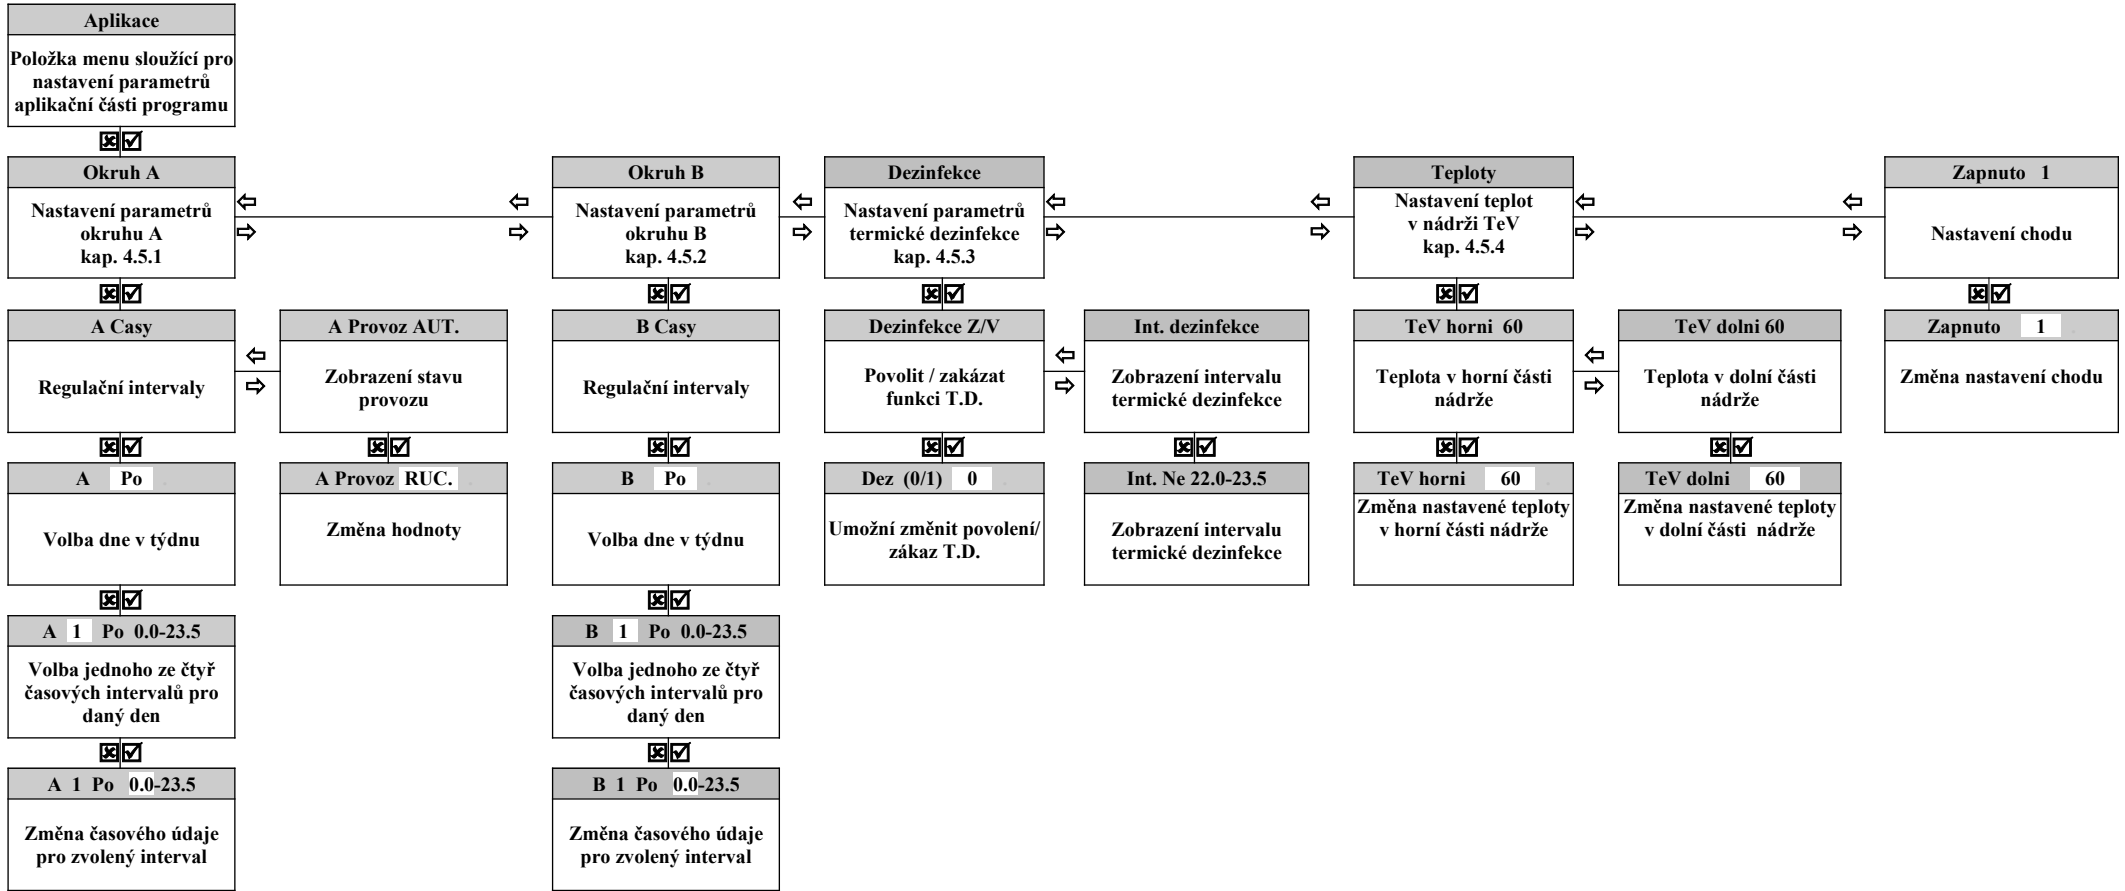 Aplikace
Položka menu sloužící pro
nastavení parametrů
aplikační části programu
Okruh A
Nastavení parametrů
okruhu A
kap. 4.5.1
Okruh B
Nastavení parametrů
okruhu B
kap. 4.5.2
Dezinfekce
Nastavení parametrů
termické dezinfekce
kap. 4.5.3
Teploty
Nastavení teplot
v nádrži TeV
kap. 4.5.4
Zapnuto 1
Nastavení chodu
A Casy
Regulační intervaly
A Provoz AUT.
Zobrazení stavu
provozu
B Casy
Regulační intervaly
Dezinfekce Z/V
Povolit / zakázat
funkci T.D.
Int. dezinfekce
Zobrazení intervalu
termické dezinfekce
TeV horni 60
Teplota v horní části
nádrže
TeV dolni 60
Teplota v dolní části
nádrže
Zapnuto 1
Změna nastavení chodu
A Po
Volba dne v týdnu
A Provoz RUC.
Změna hodnoty
B Po
Volba dne v týdnu
Dez (0/1) 0
Umožní změnit povolení/
zákaz T.D.
Int. Ne 22.0-23.5
Zobrazení intervalu
termické dezinfekce
TeV horni 60
Změna nastavené teploty
v horní části nádrže
TeV dolni 60
Změna nastavené teploty
v dolní části nádrže
A 1 Po 0.0-23.5
Volba jednoho ze čtyř
časových intervalů pro
daný den
B 1 Po 0.0-23.5
Volba jednoho ze čtyř
časových intervalů pro
daný den
A 1 Po 0.0-23.5
Změna časového údaje
pro zvolený interval
B 1 Po 0.0-23.5
Změna časového údaje
pro zvolený interval